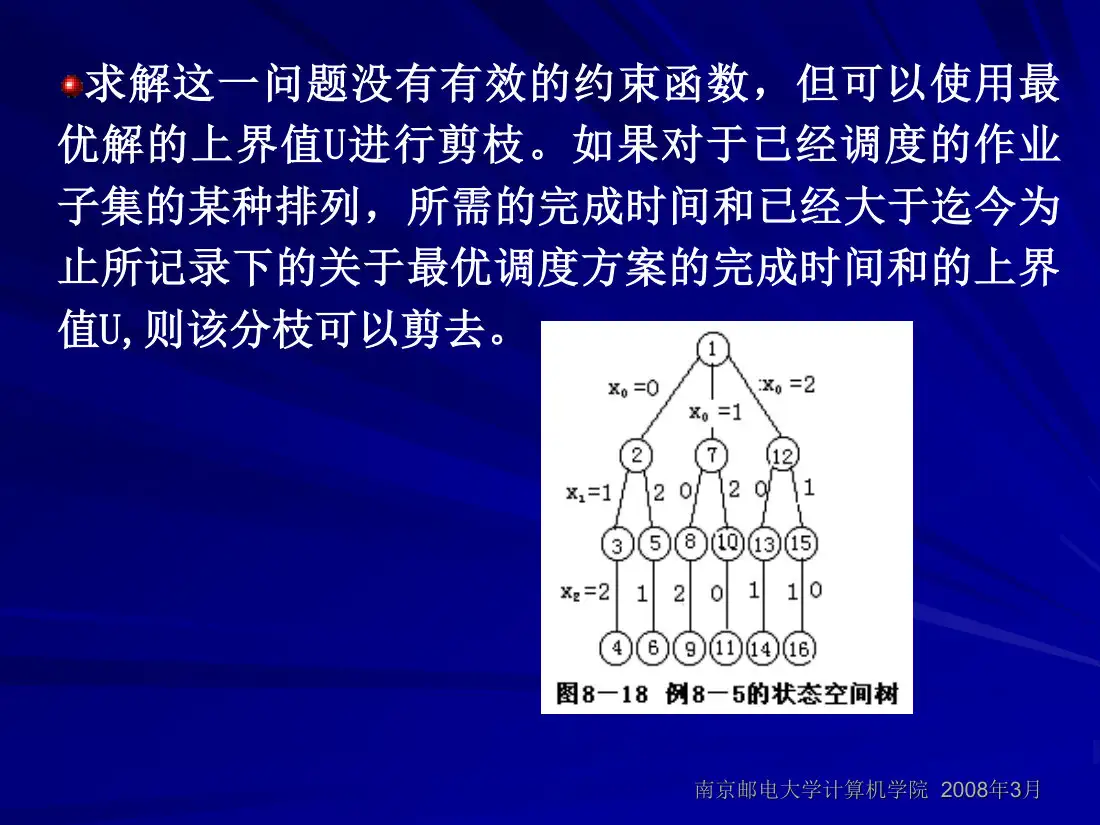 求解这一问题没有有效的约束函数，但可以使用最
优解的上界值U进行剪枝。如果对于已经调度的作业
子集的某种排列，所需的完成时间和已经大于迄今为
止所记录下的关于最优调度方案的完成时间和的上界
值U,则该分枝可以剪去。
1
x₀=0 x₀=1 :x₀=2
2 7 12
x₁=1 2 0 2 0 1
3 5 8 10 13 15
x₂=2 1 2 0 1 1 0
4 6 9 11 14 16
图8－18 例8－5的状态空间树
南京邮电大学计算机学院 2008年3月